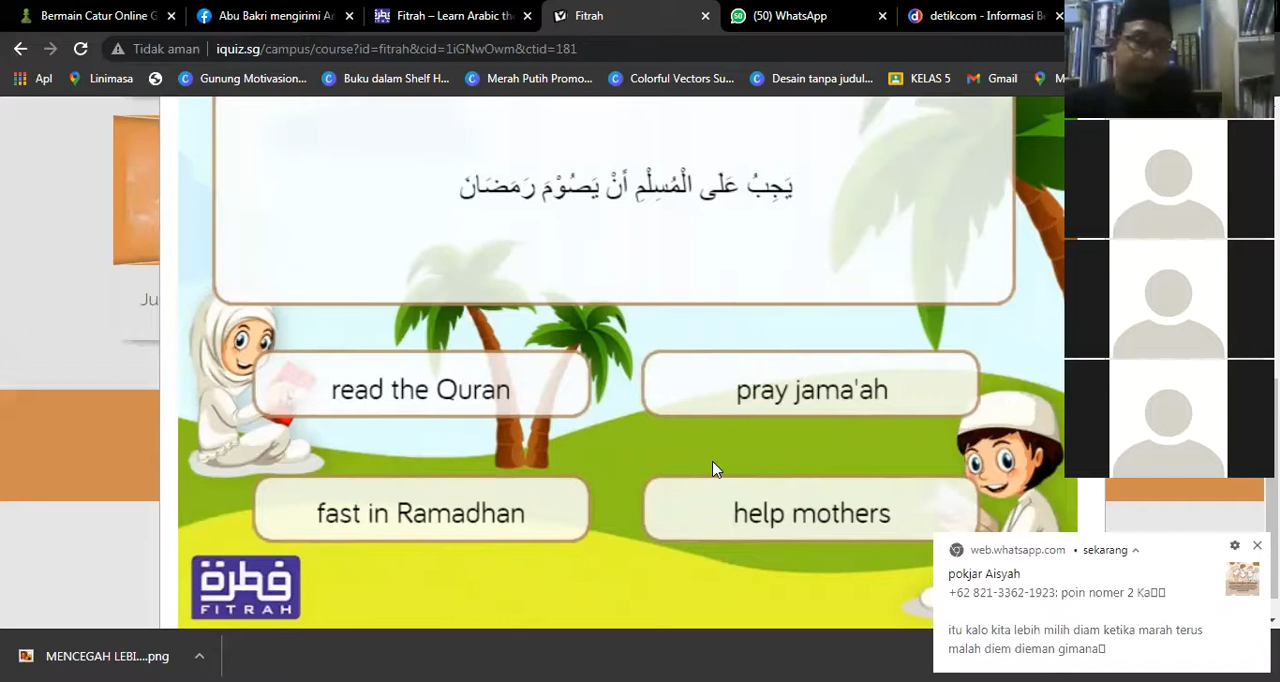 Bermain Catur Online G
Abu Bakri mengirimi A
Fitrah – Learn Arabic the
Fitrah
(50) WhatsApp
detikcom - Informasi Be
Tidak aman
iquiz.sg/campus/course?id=fitrah&cid=1iGNwOwm&ctid=181
Apl
Linimasa
Gunung Motivasion...
Buku dalam Shelf H...
Merah Putih Promo...
Colorful Vectors Su...
Desain tanpa judul...
KELAS 5
Gmail
M
يَجِبُ عَلَى الْمُسِلْمِ أَنْ يَصُوْمَ رَمَضَانَ
Ju
read the Quran
pray jama'ah
fast in Ramadhan
help mothers
فطرة
FITRAH
web.whatsapp.com • sekarang
pokjar Aisyah
+62 821-3362-1923: poin nomer 2 Ka
itu kalo kita lebih milih diam ketika marah terus
malah diem dieman gimana
MENCEGAH LEBI....png